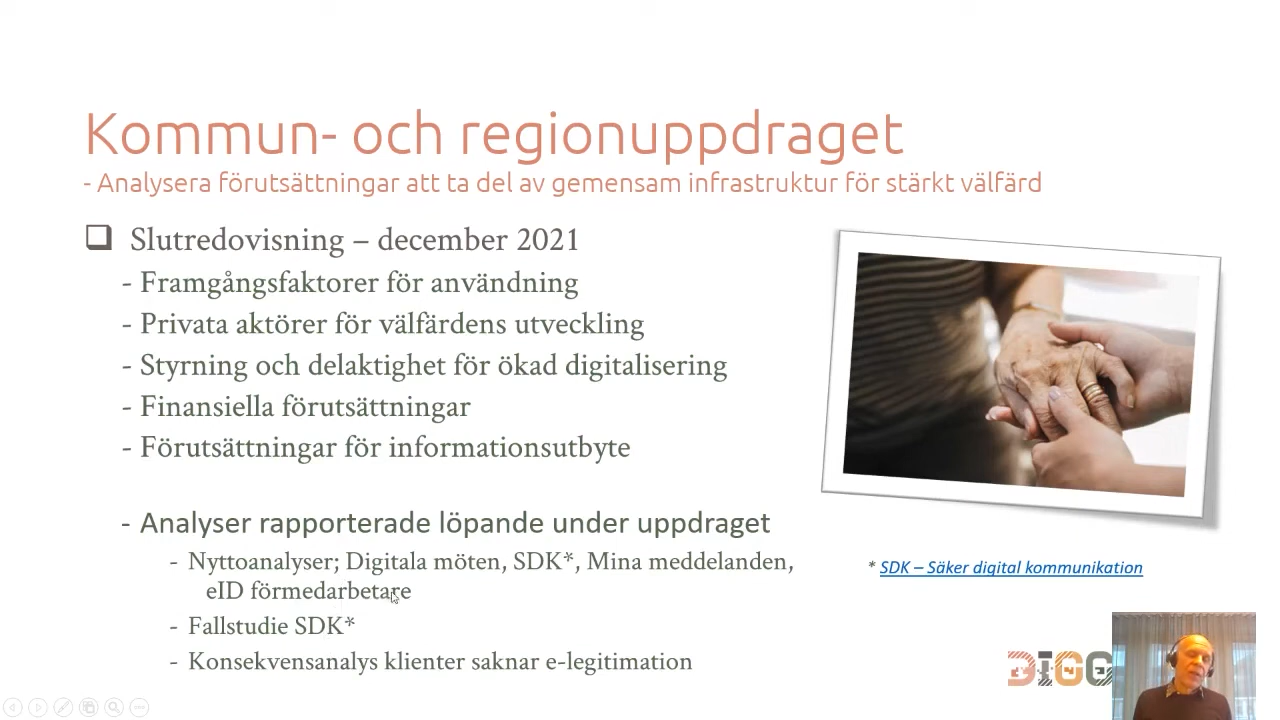 Kommun- och regionuppdraget
- Analysera förutsättningar att ta del av gemensam infrastruktur för stärkt välfärd
Slutredovisning – december 2021
- Framgångsfaktorer för användning
- Privata aktörer för välfärdens utveckling
- Styrning och delaktighet för ökad digitalisering
- Finansiella förutsättningar
- Förutsättningar för informationsutbyte
- Analyser rapporterade löpande under uppdraget
- Nyttoanalyser; Digitala möten, SDK*, Mina meddelanden,
eID förmedarbetare
- Fallstudie SDK*
- Konsekvensanalys klienter saknar e-legitimation
* SDK – Säker digital kommunikation
DIGG